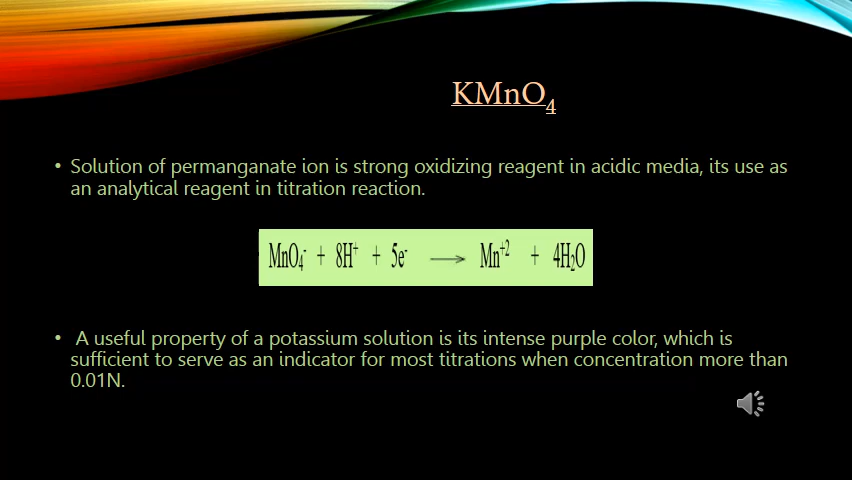 KMnO₄
• Solution of permanganate ion is strong oxidizing reagent in acidic media, its use as
an analytical reagent in titration reaction.
MnO₄⁻ + 8H⁺ + 5e⁻ ⟶ Mn⁺² + 4H₂O
• A useful property of a potassium solution is its intense purple color, which is
sufficient to serve as an indicator for most titrations when concentration more than
0.01N.